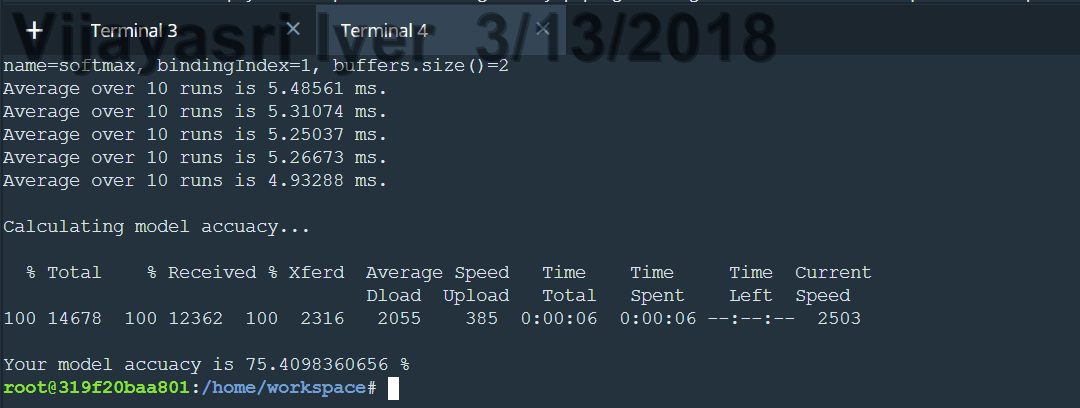 Vijayasri Iyer 3/13/2018
+ Terminal 3 × Terminal 4 ×
name=softmax, bindingIndex=1, buffers.size()=2
Average over 10 runs is 5.48561 ms.
Average over 10 runs is 5.31074 ms.
Average over 10 runs is 5.25037 ms.
Average over 10 runs is 5.26673 ms.
Average over 10 runs is 4.93288 ms.
Calculating model accuacy...
% Total % Received % Xferd Average Speed Time Time Time Current
Dload Upload Total Spent Left Speed
100 14678 100 12362 100 2316 2055 385 0:00:06 0:00:06 --:--:-- 2503
Your model accuacy is 75.4098360656 %
root@319f20baa801:/home/workspace#